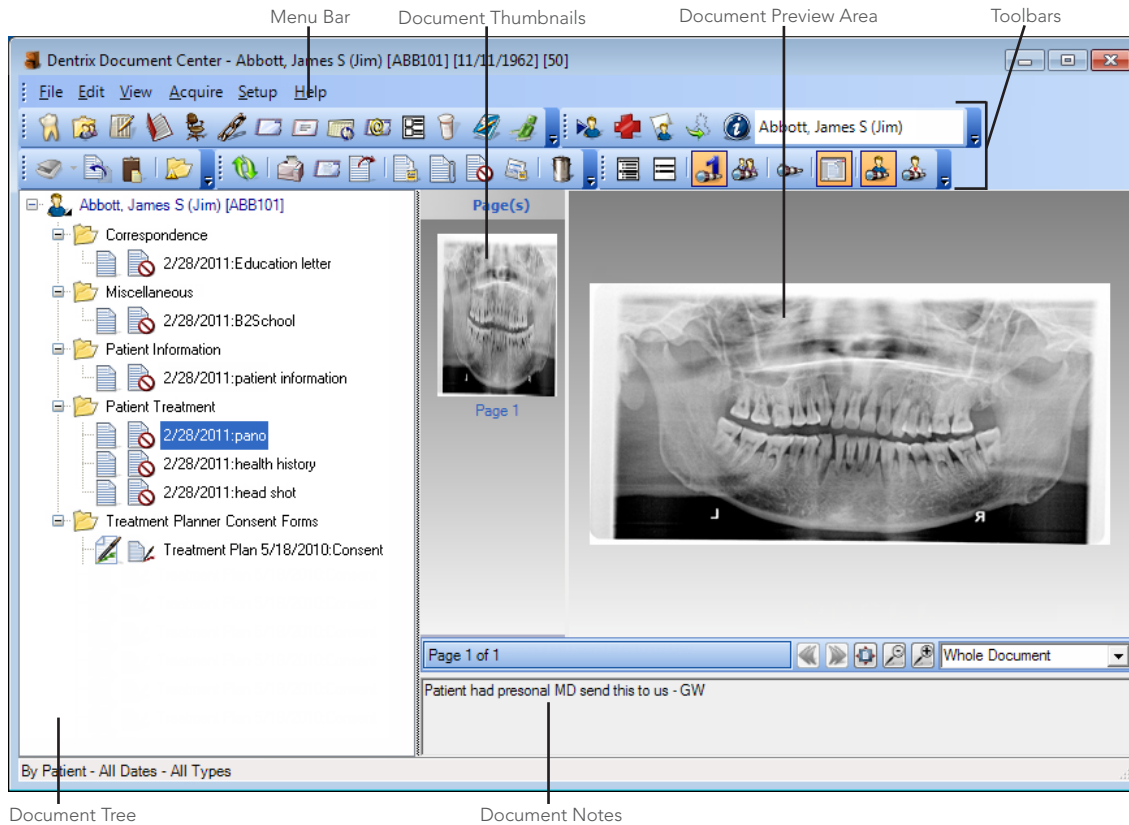 Menu Bar
Document Thumbnails
Document Preview Area
Toolbars
Dentrix Document Center - Abbott, James S (Jim) [ABB101] [11/11/1962] [50]
File Edit View Acquire Setup Help
Abbott, James S (Jim)
Abbott, James S (Jim) [ABB101]
Correspondence
2/28/2011:Education letter
Miscellaneous
2/28/2011:B2School
Patient Information
2/28/2011:patient information
Patient Treatment
2/28/2011:pano
2/28/2011:health history
2/28/2011:head shot
Treatment Planner Consent Forms
Treatment Plan 5/18/2010:Consent
Page(s)
Page 1
L
R
Page 1 of 1
Whole Document
Patient had presonal MD send this to us - GW
By Patient - All Dates - All Types
Document Tree
Document Notes